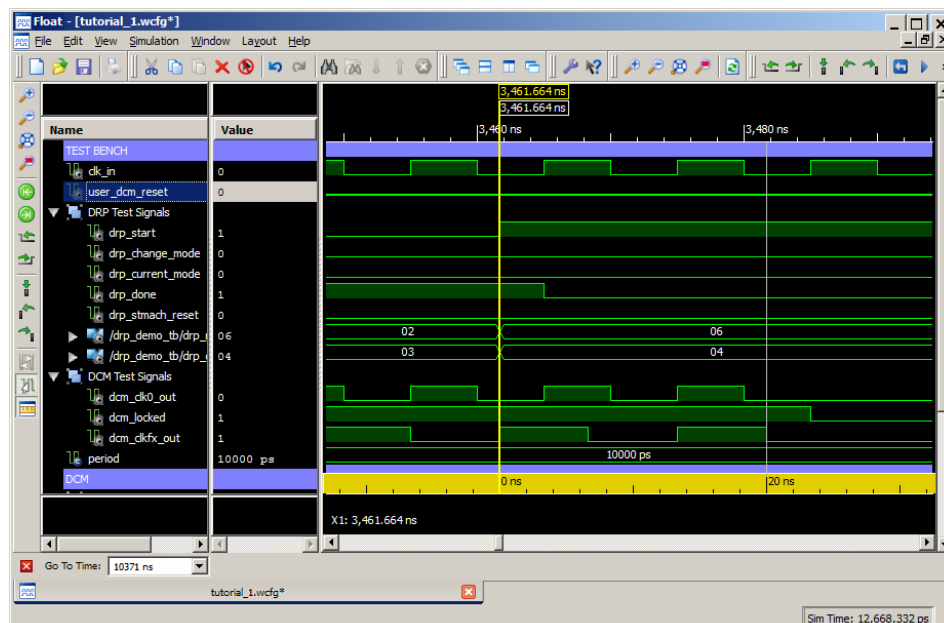 Float - [tutorial_1.wcfg*]
File Edit View Simulation Window Layout Help
3,461.664 ns
3,461.664 ns
Name Value
3,460 ns 3,480 ns
TEST BENCH
clk_in 0
user_dcm_reset 0
DRP Test Signals
drp_start 1
drp_change_mode 0
drp_current_mode 0
drp_done 1
drp_stmach_reset 0
/drp_demo_tb/drp_ 06 02 06
/drp_demo_tb/drp_ 04 03 04
DCM Test Signals
dcm_clk0_out 0
dcm_locked 1
dcm_clkfx_out 1
period 10000 ps 10000 ps
DCM
0 ns 20 ns
X1: 3,461.664 ns
Go To Time: 10371 ns
tutorial_1.wcfg*
Sim Time: 12,668,332 ps